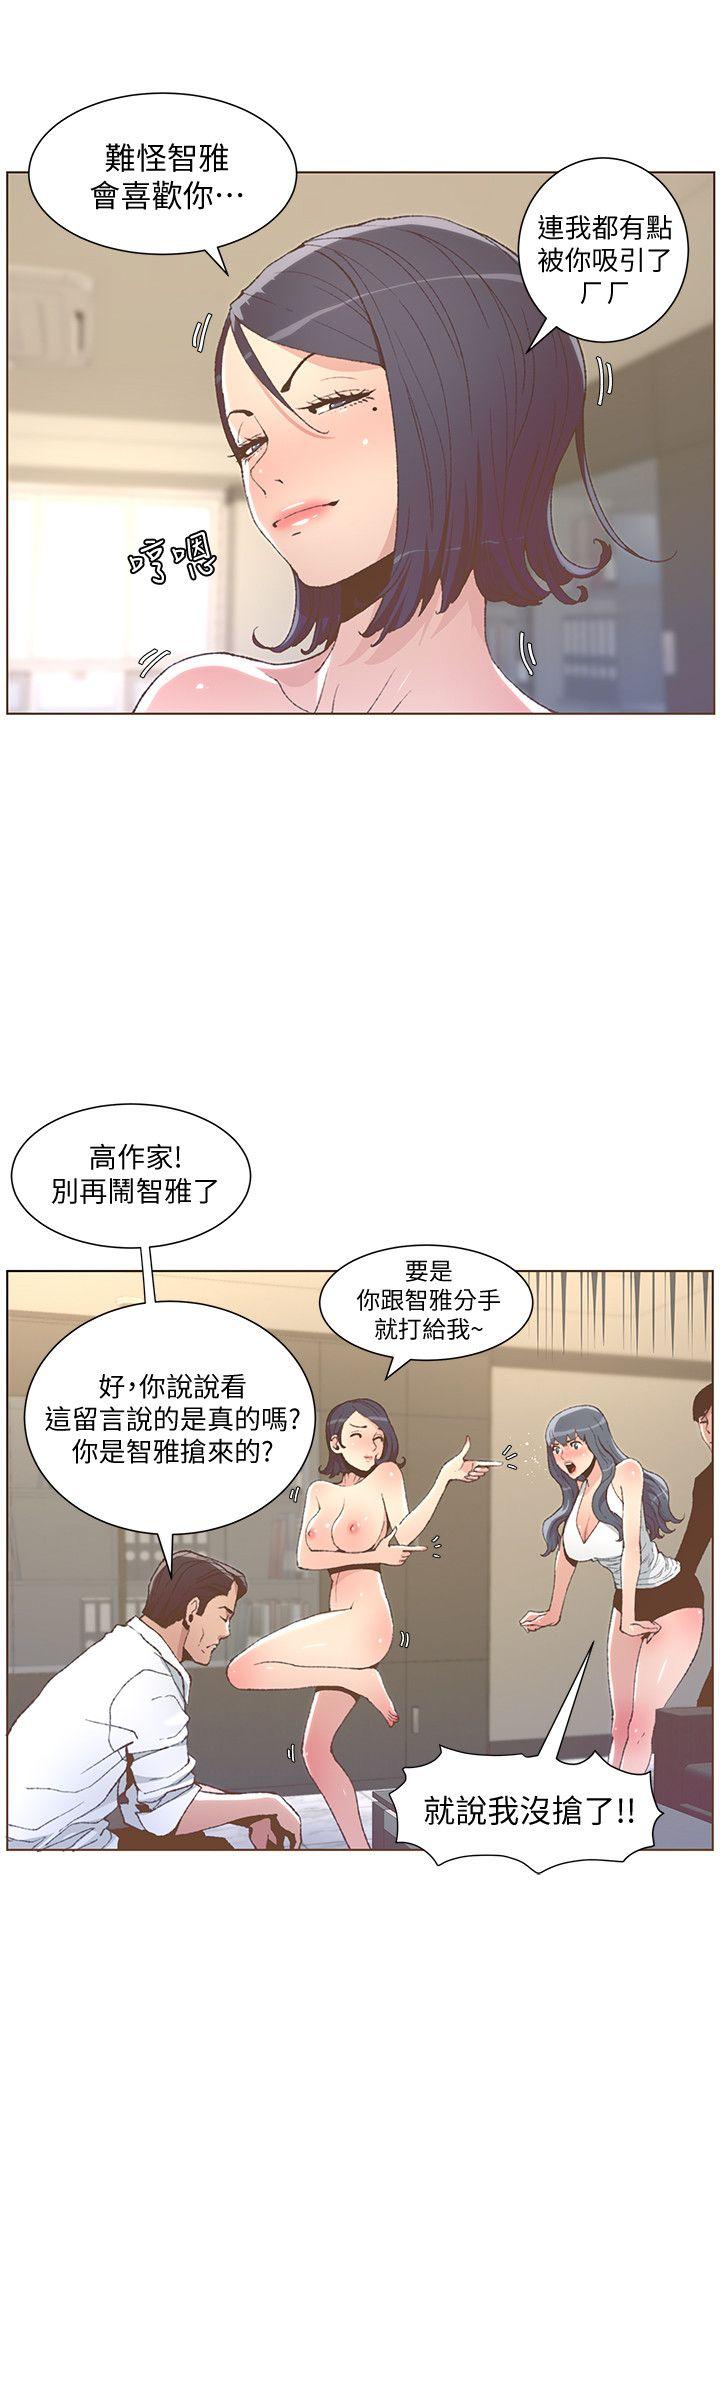 難怪智雅
會喜歡你…
連我都有點
被你吸引了
ㄏㄏ
哼嗯
高作家!
別再鬧智雅了
要是
你跟智雅分手
就打給我~
好,你說說看
這留言說的是真的嗎?
你是智雅搶來的?
就說我沒搶了!!